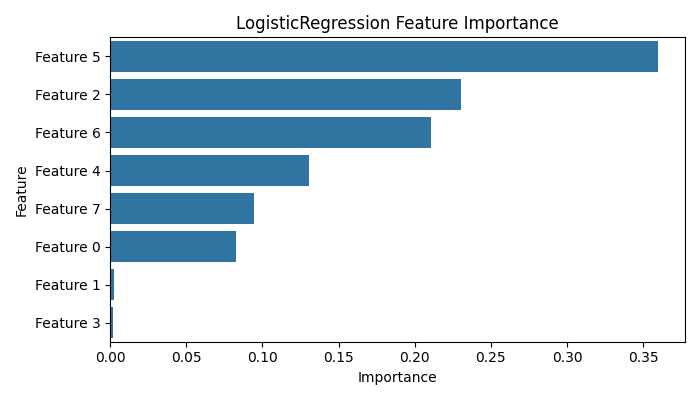 LogisticRegression Feature Importance
Feature
Feature 5
Feature 2
Feature 6
Feature 4
Feature 7
Feature 0
Feature 1
Feature 3
0.00 0.05 0.10 0.15 0.20 0.25 0.30 0.35
Importance